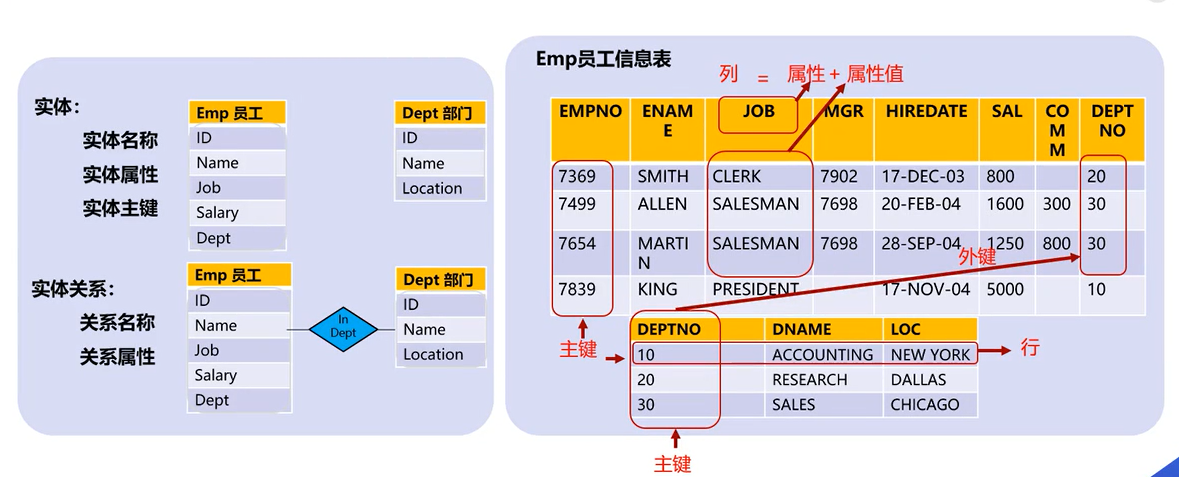 实体：
实体名称
实体属性
实体主键
Emp 员工
ID
Name
Job
Salary
Dept
Dept 部门
ID
Name
Location
实体关系：
关系名称
关系属性
Emp 员工
ID
Name
Job
Salary
Dept
In
Dept
Dept 部门
ID
Name
Location
Emp员工信息表
列 = 属性 + 属性值
EMPNO ENAM JOB MGR HIREDATE SAL CO DEPT
E M NO
M
7369 SMITH CLERK 7902 17-DEC-03 800 20
7499 ALLEN SALESMAN 7698 20-FEB-04 1600 300 30
7654 MARTI SALESMAN 7698 28-SEP-04 1250 800 30
N
外键
7839 KING PRESIDENT 17-NOV-04 5000 10
主键
DEPTNO DNAME LOC
10 ACCOUNTING NEW YORK
行
20 RESEARCH DALLAS
30 SALES CHICAGO
主键